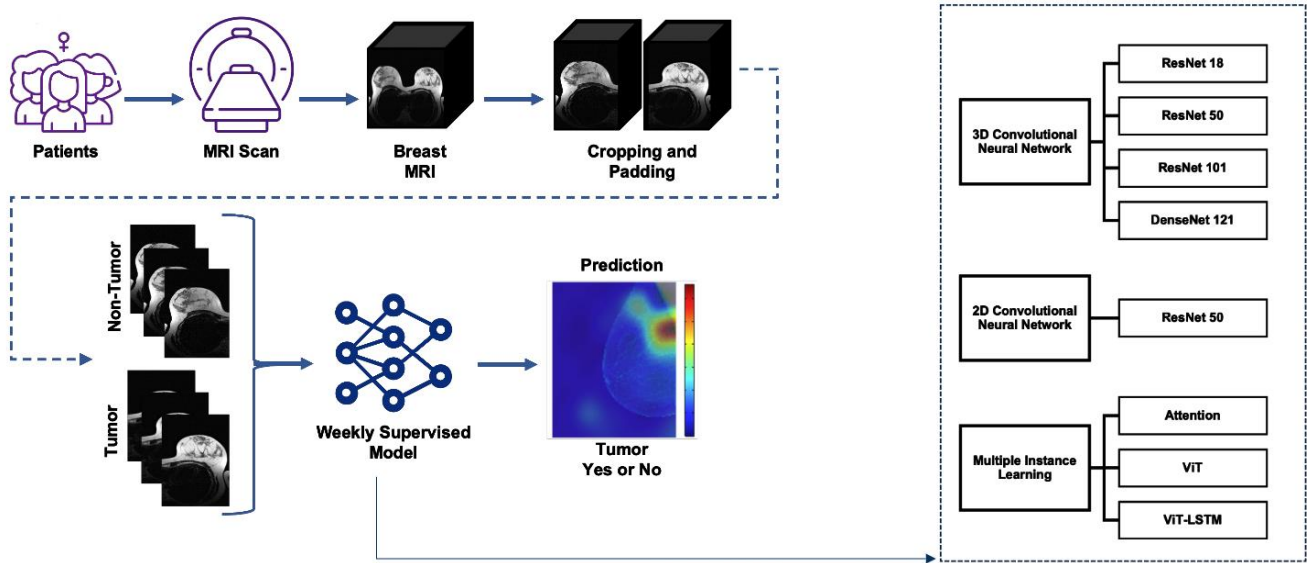 Patients
MRI Scan
Breast
MRI
Cropping and
Padding
Non-Tumor
Tumor
Weekly Supervised
Model
Prediction
Tumor
Yes or No
3D Convolutional
Neural Network
ResNet 18
ResNet 50
ResNet 101
DenseNet 121
2D Convolutional
Neural Network
ResNet 50
Multiple Instance
Learning
Attention
ViT
ViT-LSTM